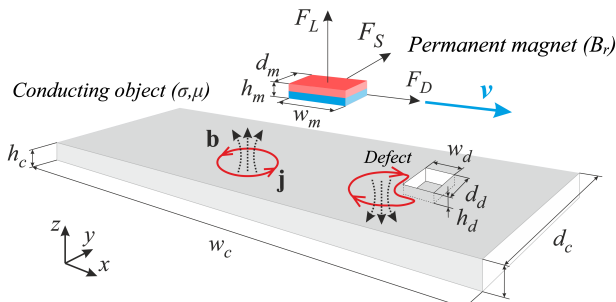 F_L
F_S
Permanent magnet (B_r)
d_m
h_m
w_m
F_D
v
Conducting object (σ,μ)
b
j
Defect
w_d
d_d
h_d
h_c
w_c
d_c
z
y
x